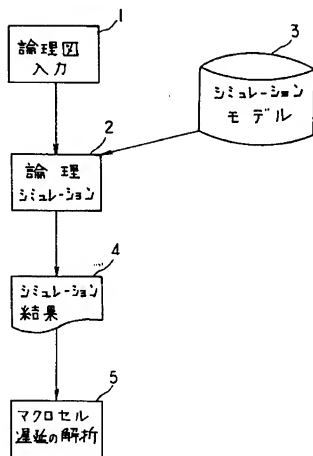 1
論理図
入力
3
シミュレーション
モデル
2
論理
シミュレーション
4
シミュレーション
結果
5
マクロセル
遅延の解析